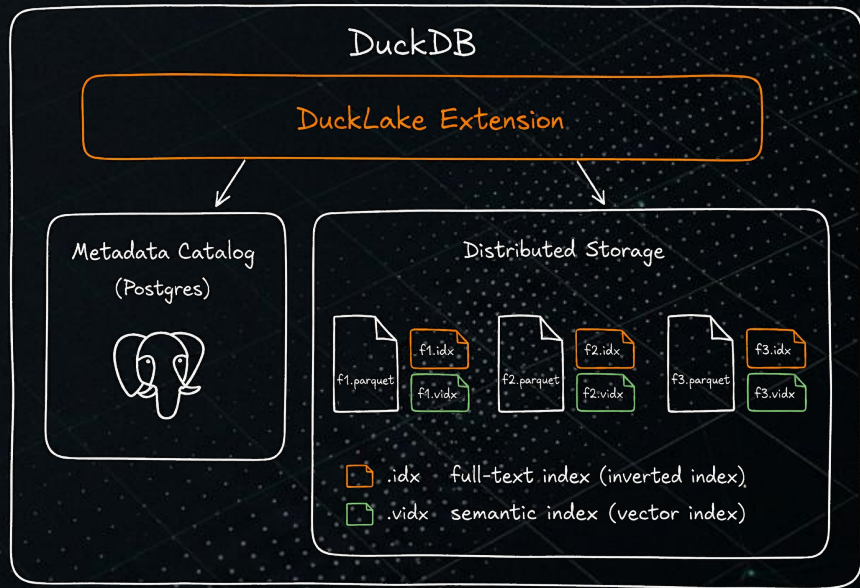 DuckDB
DuckLake Extension
Metadata Catalog
(Postgres)
Distributed Storage
f1.parquet
f1.idx
f1.vidx
f2.parquet
f2.idx
f2.vidx
f3.parquet
f3.idx
f3.vidx
.idx full-text index (inverted index)
.vidx semantic index (vector index)